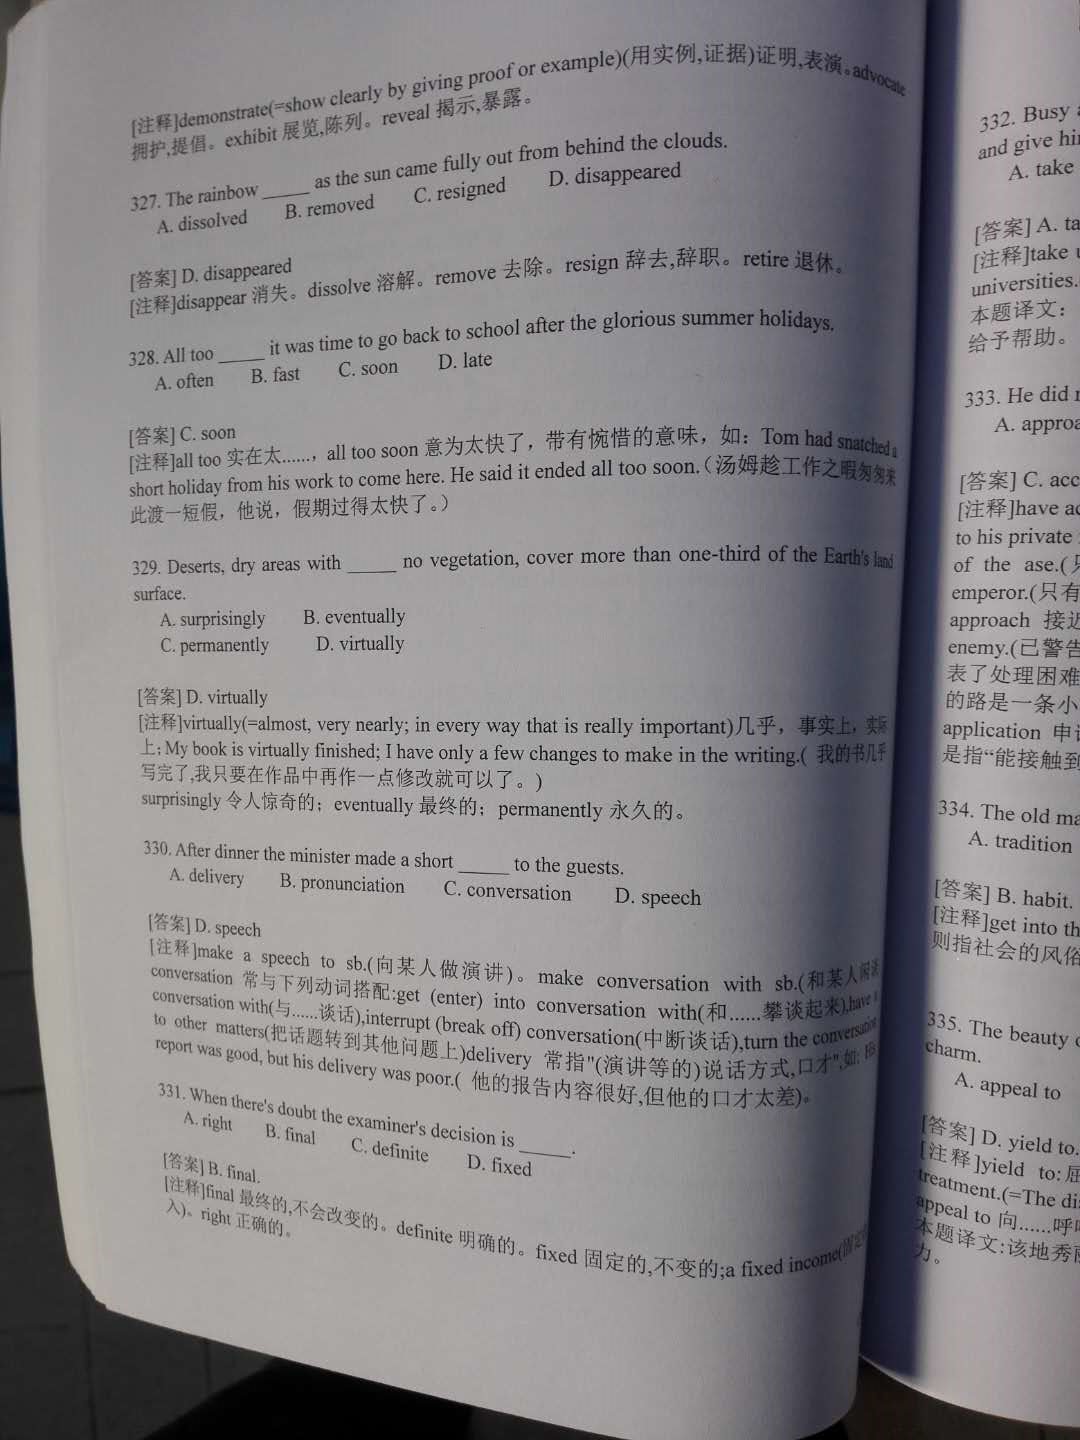 [注释]demonstrate(=show clearly by giving proof or example)(用实例,证据)证明,表演。advocate
拥护,提倡。exhibit 展览,陈列。reveal 揭示,暴露。
327. The rainbow _____ as the sun came fully out from behind the clouds.
A. dissolved B. removed C. resigned D. disappeared
[答案] D. disappeared
[注释]disappear 消失。dissolve 溶解。remove 去除。resign 辞去,辞职。retire 退休。
328. All too _____ it was time to go back to school after the glorious summer holidays.
A. often B. fast C. soon D. late
[答案] C. soon
[注释]all too 实在太......，all too soon 意为太快了，带有惋惜的意味，如：Tom had snatched a
short holiday from his work to come here. He said it ended all too soon.（汤姆趁工作之暇匆匆来
此渡一短假，他说，假期过得太快了。）
329. Deserts, dry areas with _____ no vegetation, cover more than one-third of the Earth's land
surface.
A. surprisingly B. eventually
C. permanently D. virtually
[答案] D. virtually
[注释]virtually(=almost, very nearly; in every way that is really important)几乎，事实上，实际
上; My book is virtually finished; I have only a few changes to make in the writing.( 我的书几乎
写完了,我只要在作品中再作一点修改就可以了。)
surprisingly 令人惊奇的；eventually 最终的；permanently 永久的。
330. After dinner the minister made a short _____ to the guests.
A. delivery B. pronunciation C. conversation D. speech
[答案] D. speech
[注释]make a speech to sb.(向某人做演讲)。make conversation with sb.(和某人闲谈
conversation 常与下列动词搭配:get (enter) into conversation with(和......攀谈起来),have a
conversation with(与......谈话),interrupt (break off) conversation(中断谈话),turn the conversation
to other matters(把话题转到其他问题上)delivery 常指"(演讲等的)说话方式,口才",如: His
report was good, but his delivery was poor.( 他的报告内容很好,但他的口才太差)。
331. When there's doubt the examiner's decision is _____.
A. right B. final C. definite D. fixed
[答案] B. final.
[注释]final 最终的,不会改变的。definite 明确的。fixed 固定的,不变的;a fixed income(固定
入)。right 正确的。
332. Busy
and give
A. take
[答案] A.
[注释]take
universities.
本题译文：
给予帮助。
333. He did
A.
[答案] C.
[注释]have
to his private
of the ase.(
emperor.(只有
approach 接近
enemy.(已警告
表了处理困难
的路是一条小
application 申
是指“能接触到
334. The old
A. tradition
[答案] B. habit.
[注释]get into
则指社会的风俗
335. The beauty
charm.
A. appeal to
[答案] D. yield to.
[注释]yield to:屈
treatment.(=The
appeal to 向......呼
本题译文:该地秀
力。